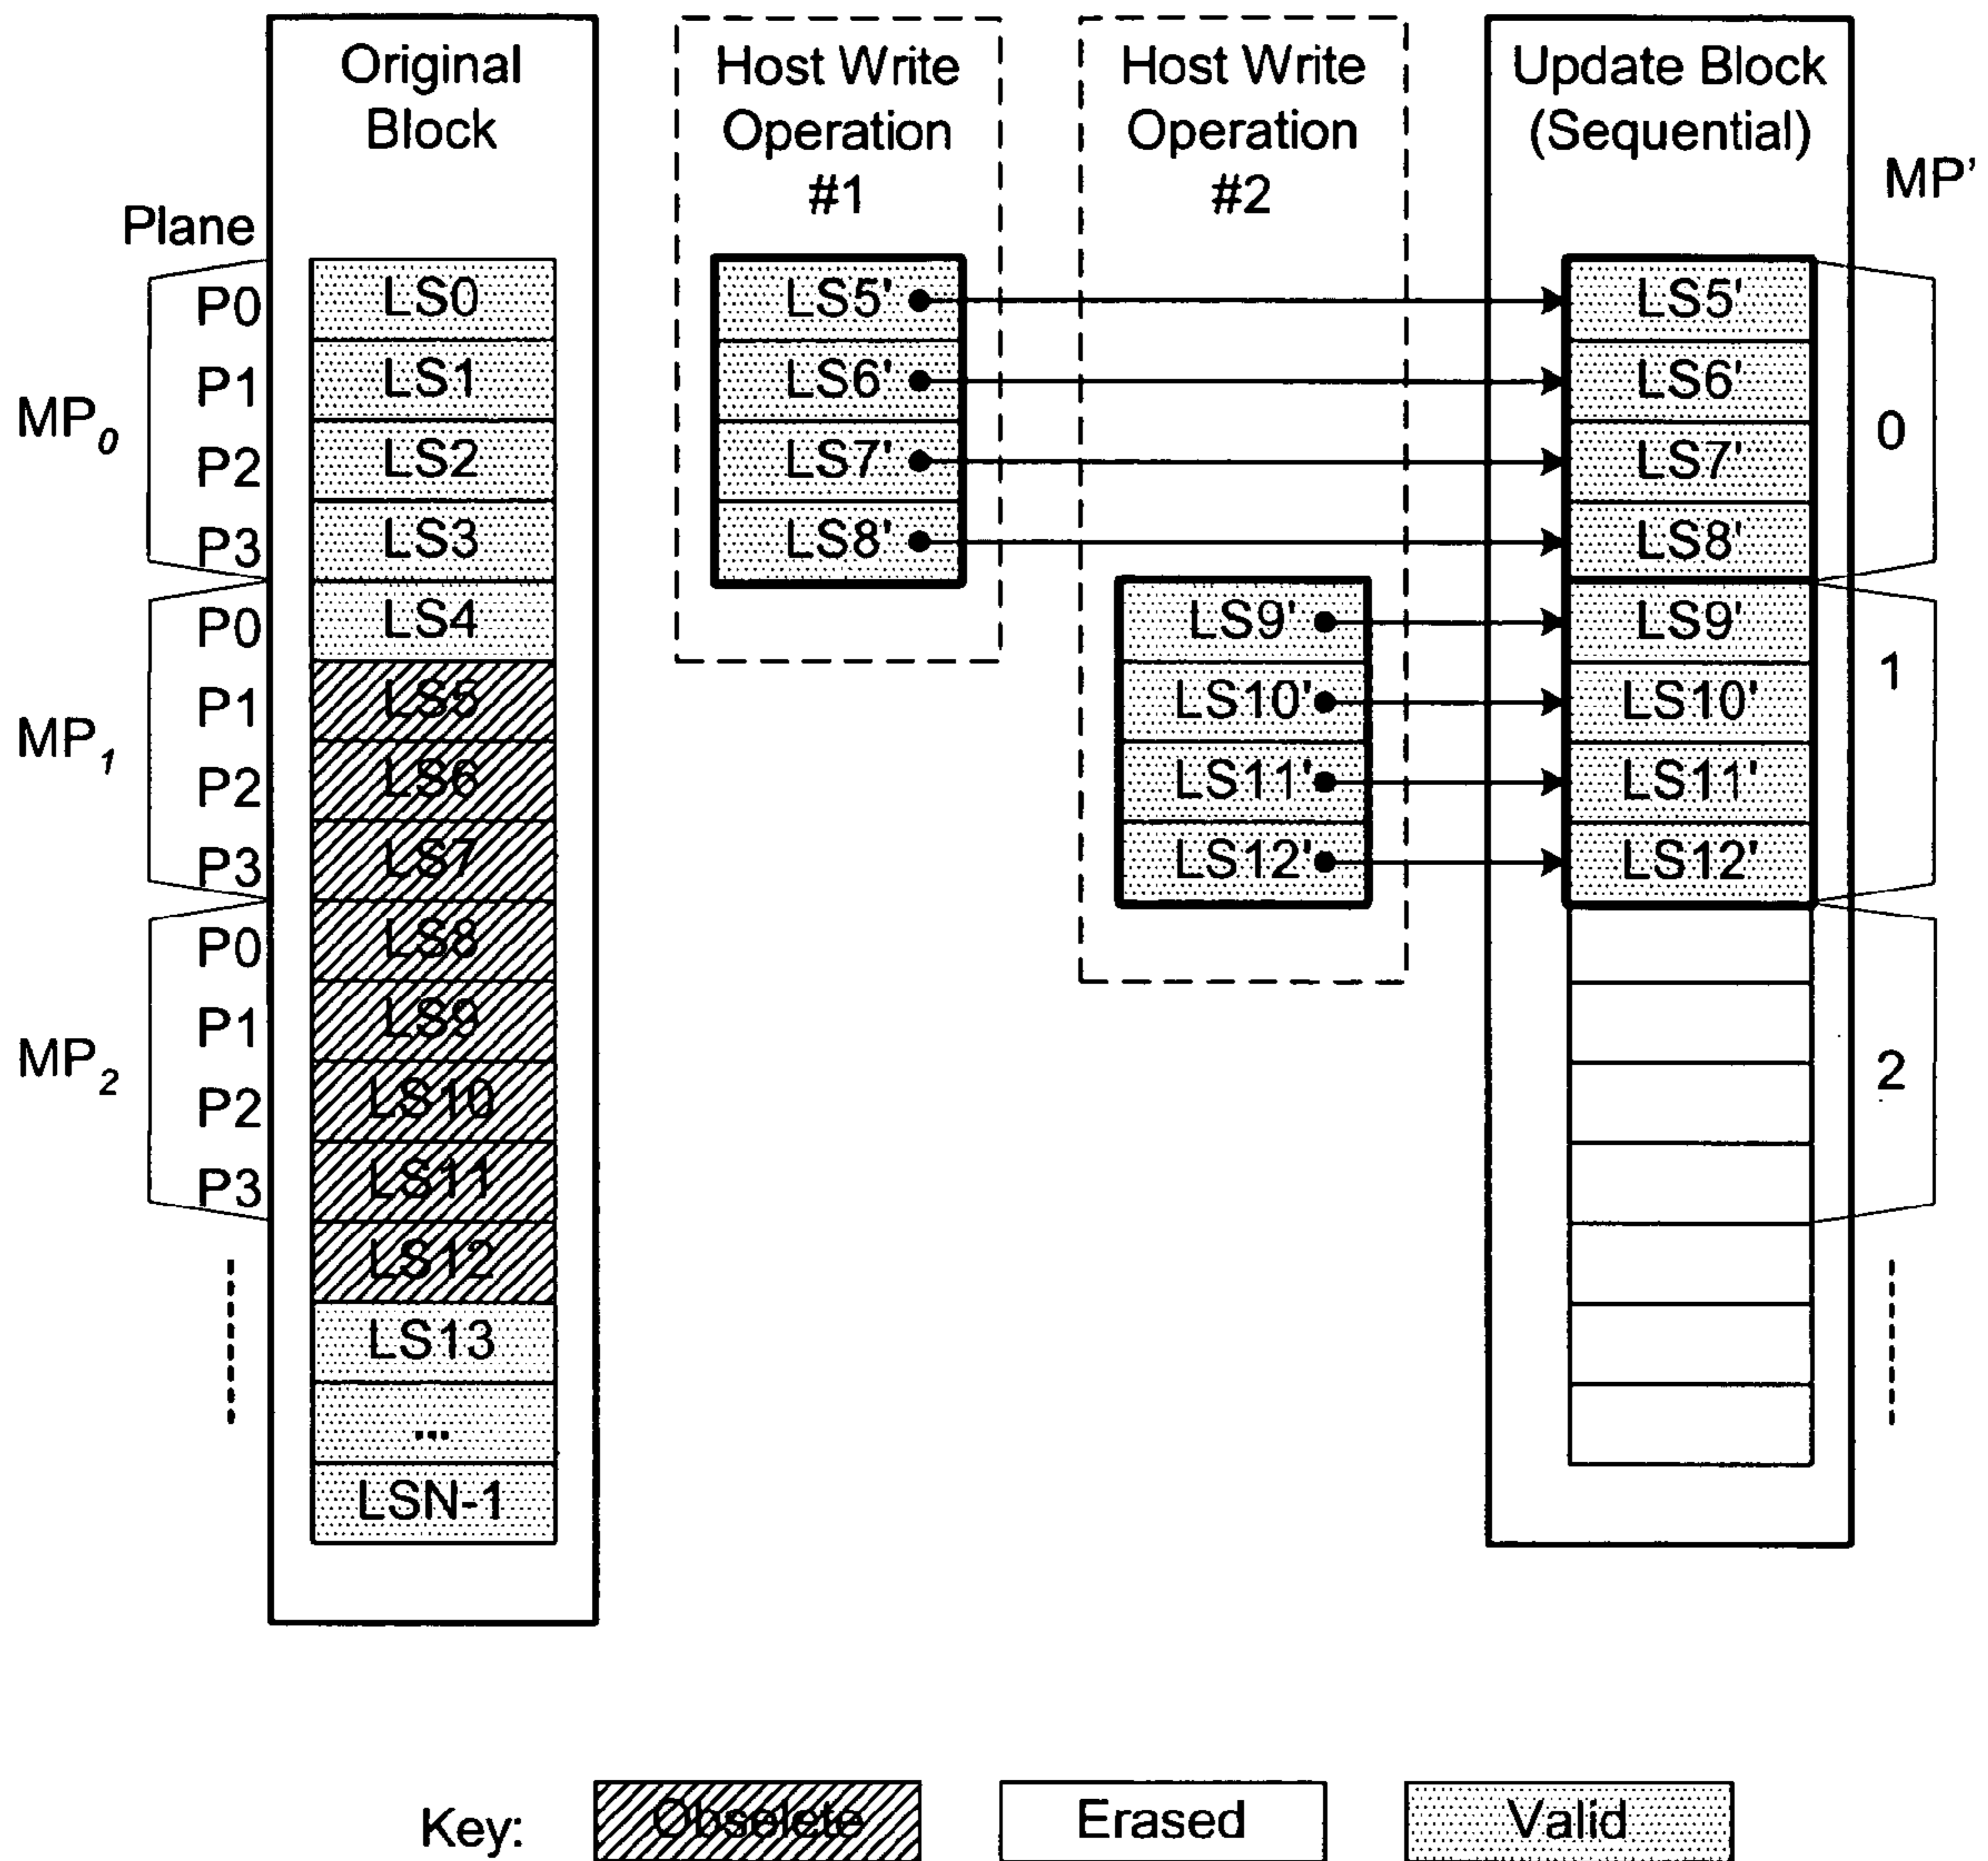 Original
Block
Host Write
Operation
#1
Host Write
Operation
#2
Update Block
(Sequential)
MP'
Plane
MP0
P0
P1
P2
P3
MP1
P0
P1
P2
P3
MP2
P0
P1
P2
P3
LS0
LS1
LS2
LS3
LS4
LS5
LS6
LS7
LS8
LS9
LS10
LS11
LS12
LS13
...
LSN-1
LS5'
LS6'
LS7'
LS8'
LS9'
LS10'
LS11'
LS12'
LS5'
LS6'
LS7'
LS8'
LS9'
LS10'
LS11'
LS12'
0
1
2
Key:
Obselete
Erased
Valid